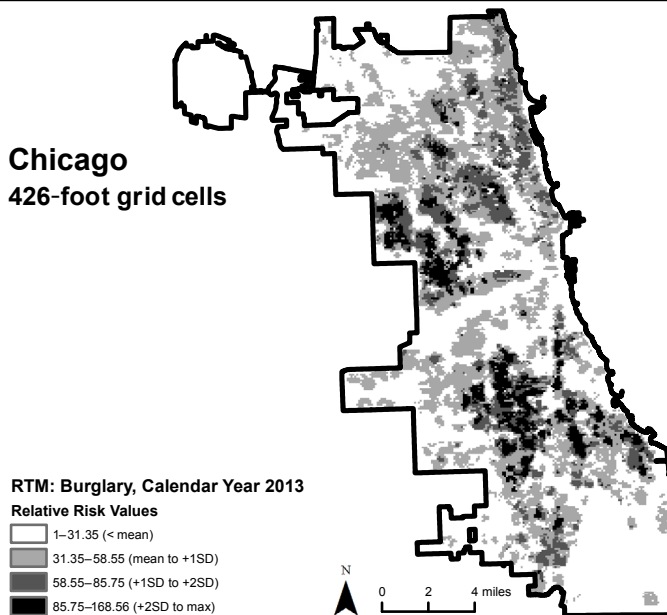 Chicago
426-foot grid cells
RTM: Burglary, Calendar Year 2013
Relative Risk Values
1–31.35 (< mean)
31.35–58.55 (mean to +1SD)
58.55–85.75 (+1SD to +2SD)
85.75–168.56 (+2SD to max)
N
0 2 4 miles